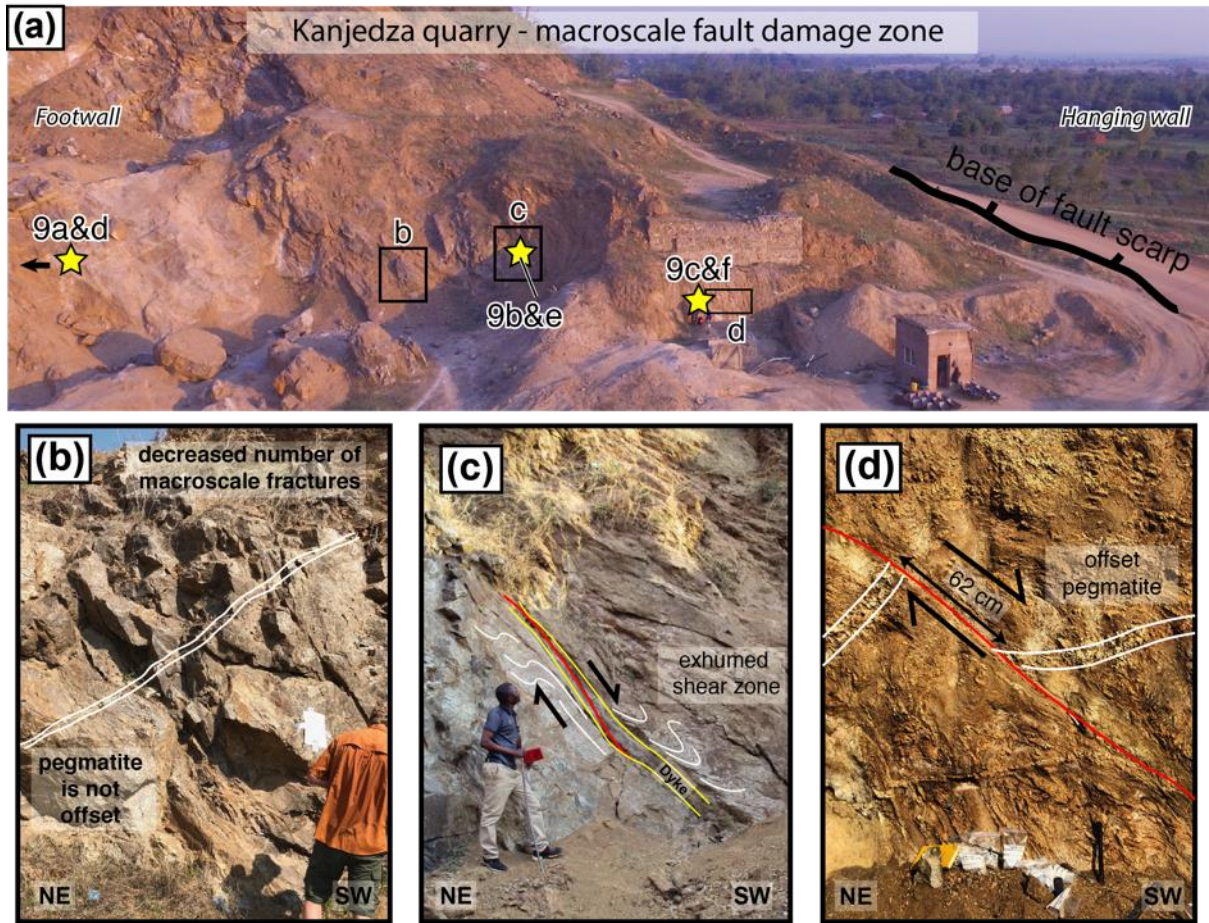 (a)
Kanjedza quarry - macroscale fault damage zone
Footwall
Hanging wall
base of fault scarp
9a&d
b
c
9b&e
9c&f
d
(b)
decreased number of
macroscale fractures
pegmatite
is not
offset
NE
SW
(c)
exhumed
shear zone
Dyke
NE
SW
(d)
62 cm
offset
pegmatite
NE
SW